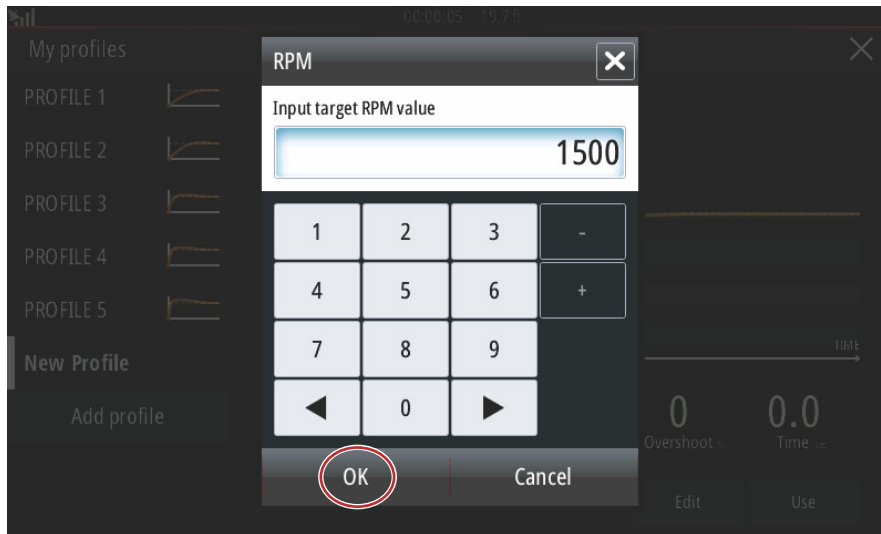 00:00:05 19.7 ft
My profiles
PROFILE 1
PROFILE 2
PROFILE 3
PROFILE 4
PROFILE 5
New Profile
Add profile
RPM
Input target RPM value
1500
1 2 3 -
4 5 6 +
7 8 9
0
OK Cancel
TIME
0 0.0
Overshoot % Time
Edit Use